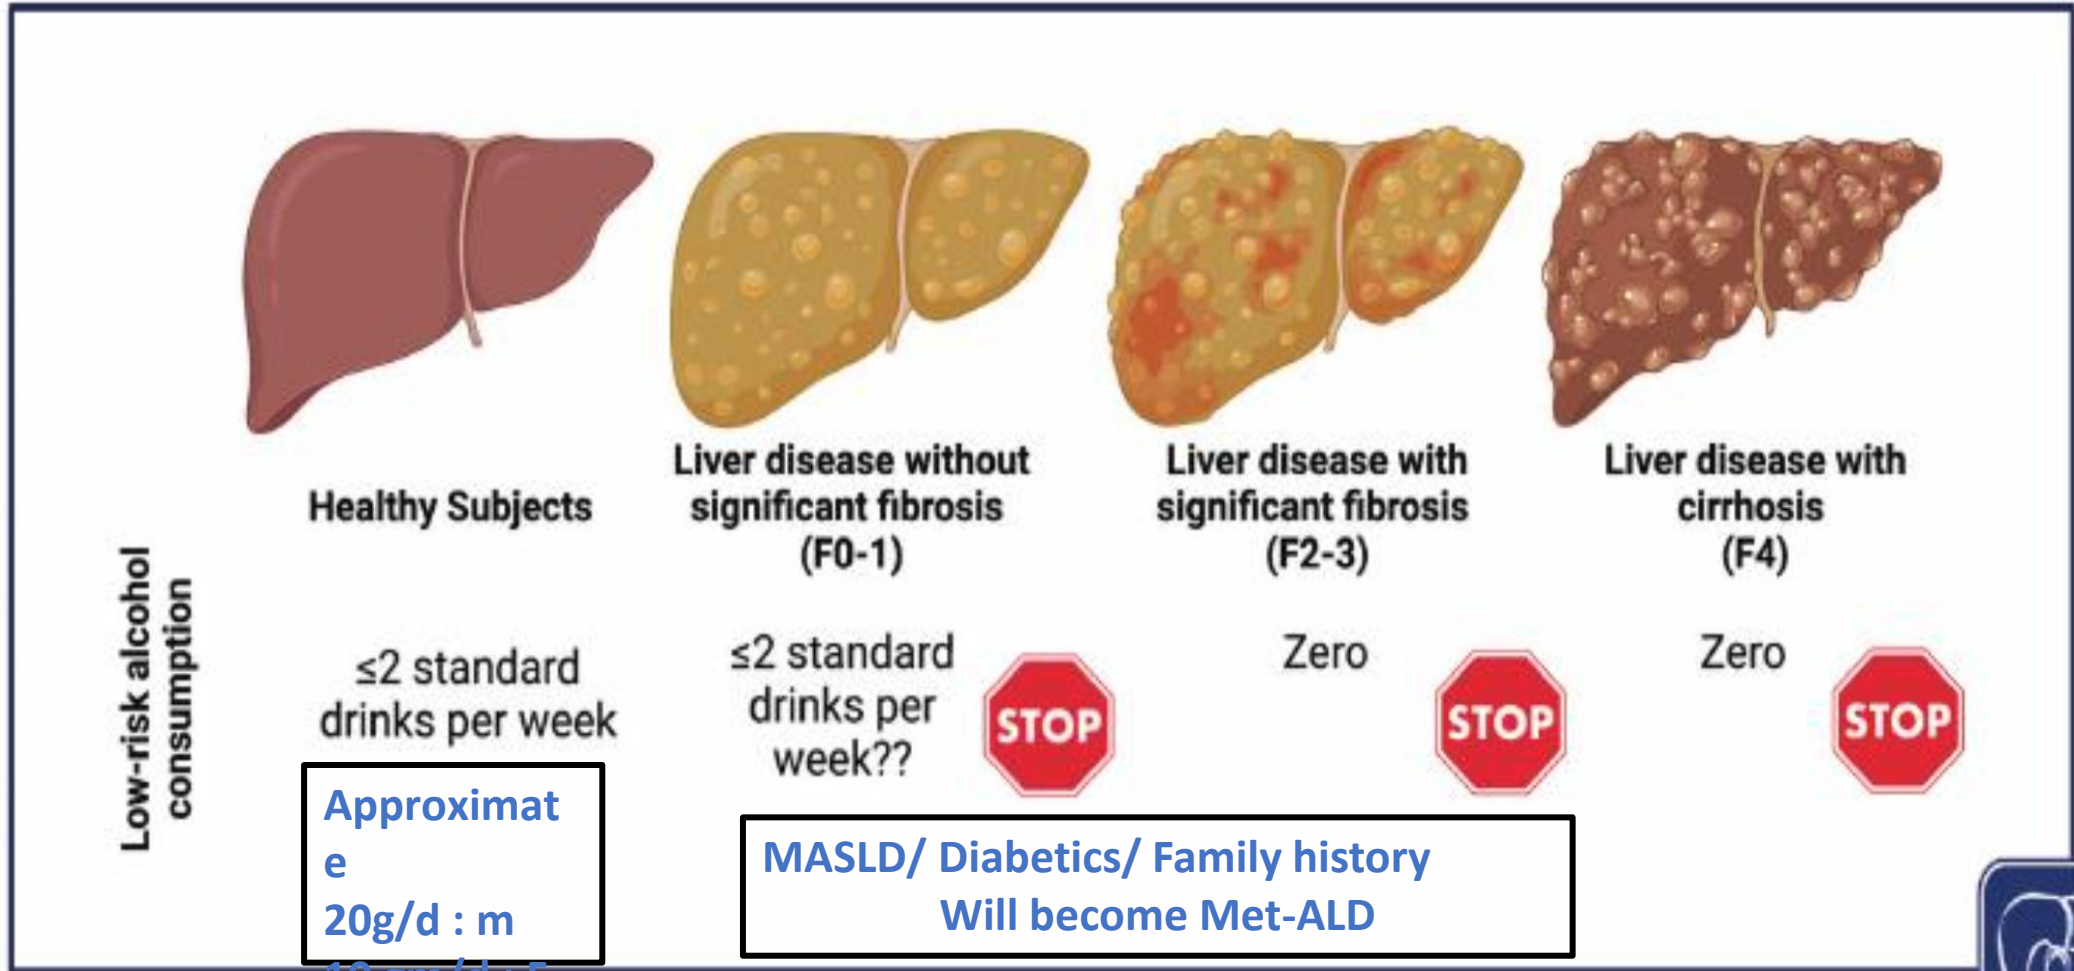 Healthy Subjects
Liver disease without
significant fibrosis
(F0-1)
Liver disease with
significant fibrosis
(F2-3)
Liver disease with
cirrhosis
(F4)
Low-risk alcohol
consumption
≤2 standard
drinks per week
≤2 standard
drinks per
week??
STOP
Zero
STOP
Zero
STOP
Approximat
e
20g/d : m
MASLD/ Diabetics/ Family history
Will become Met-ALD